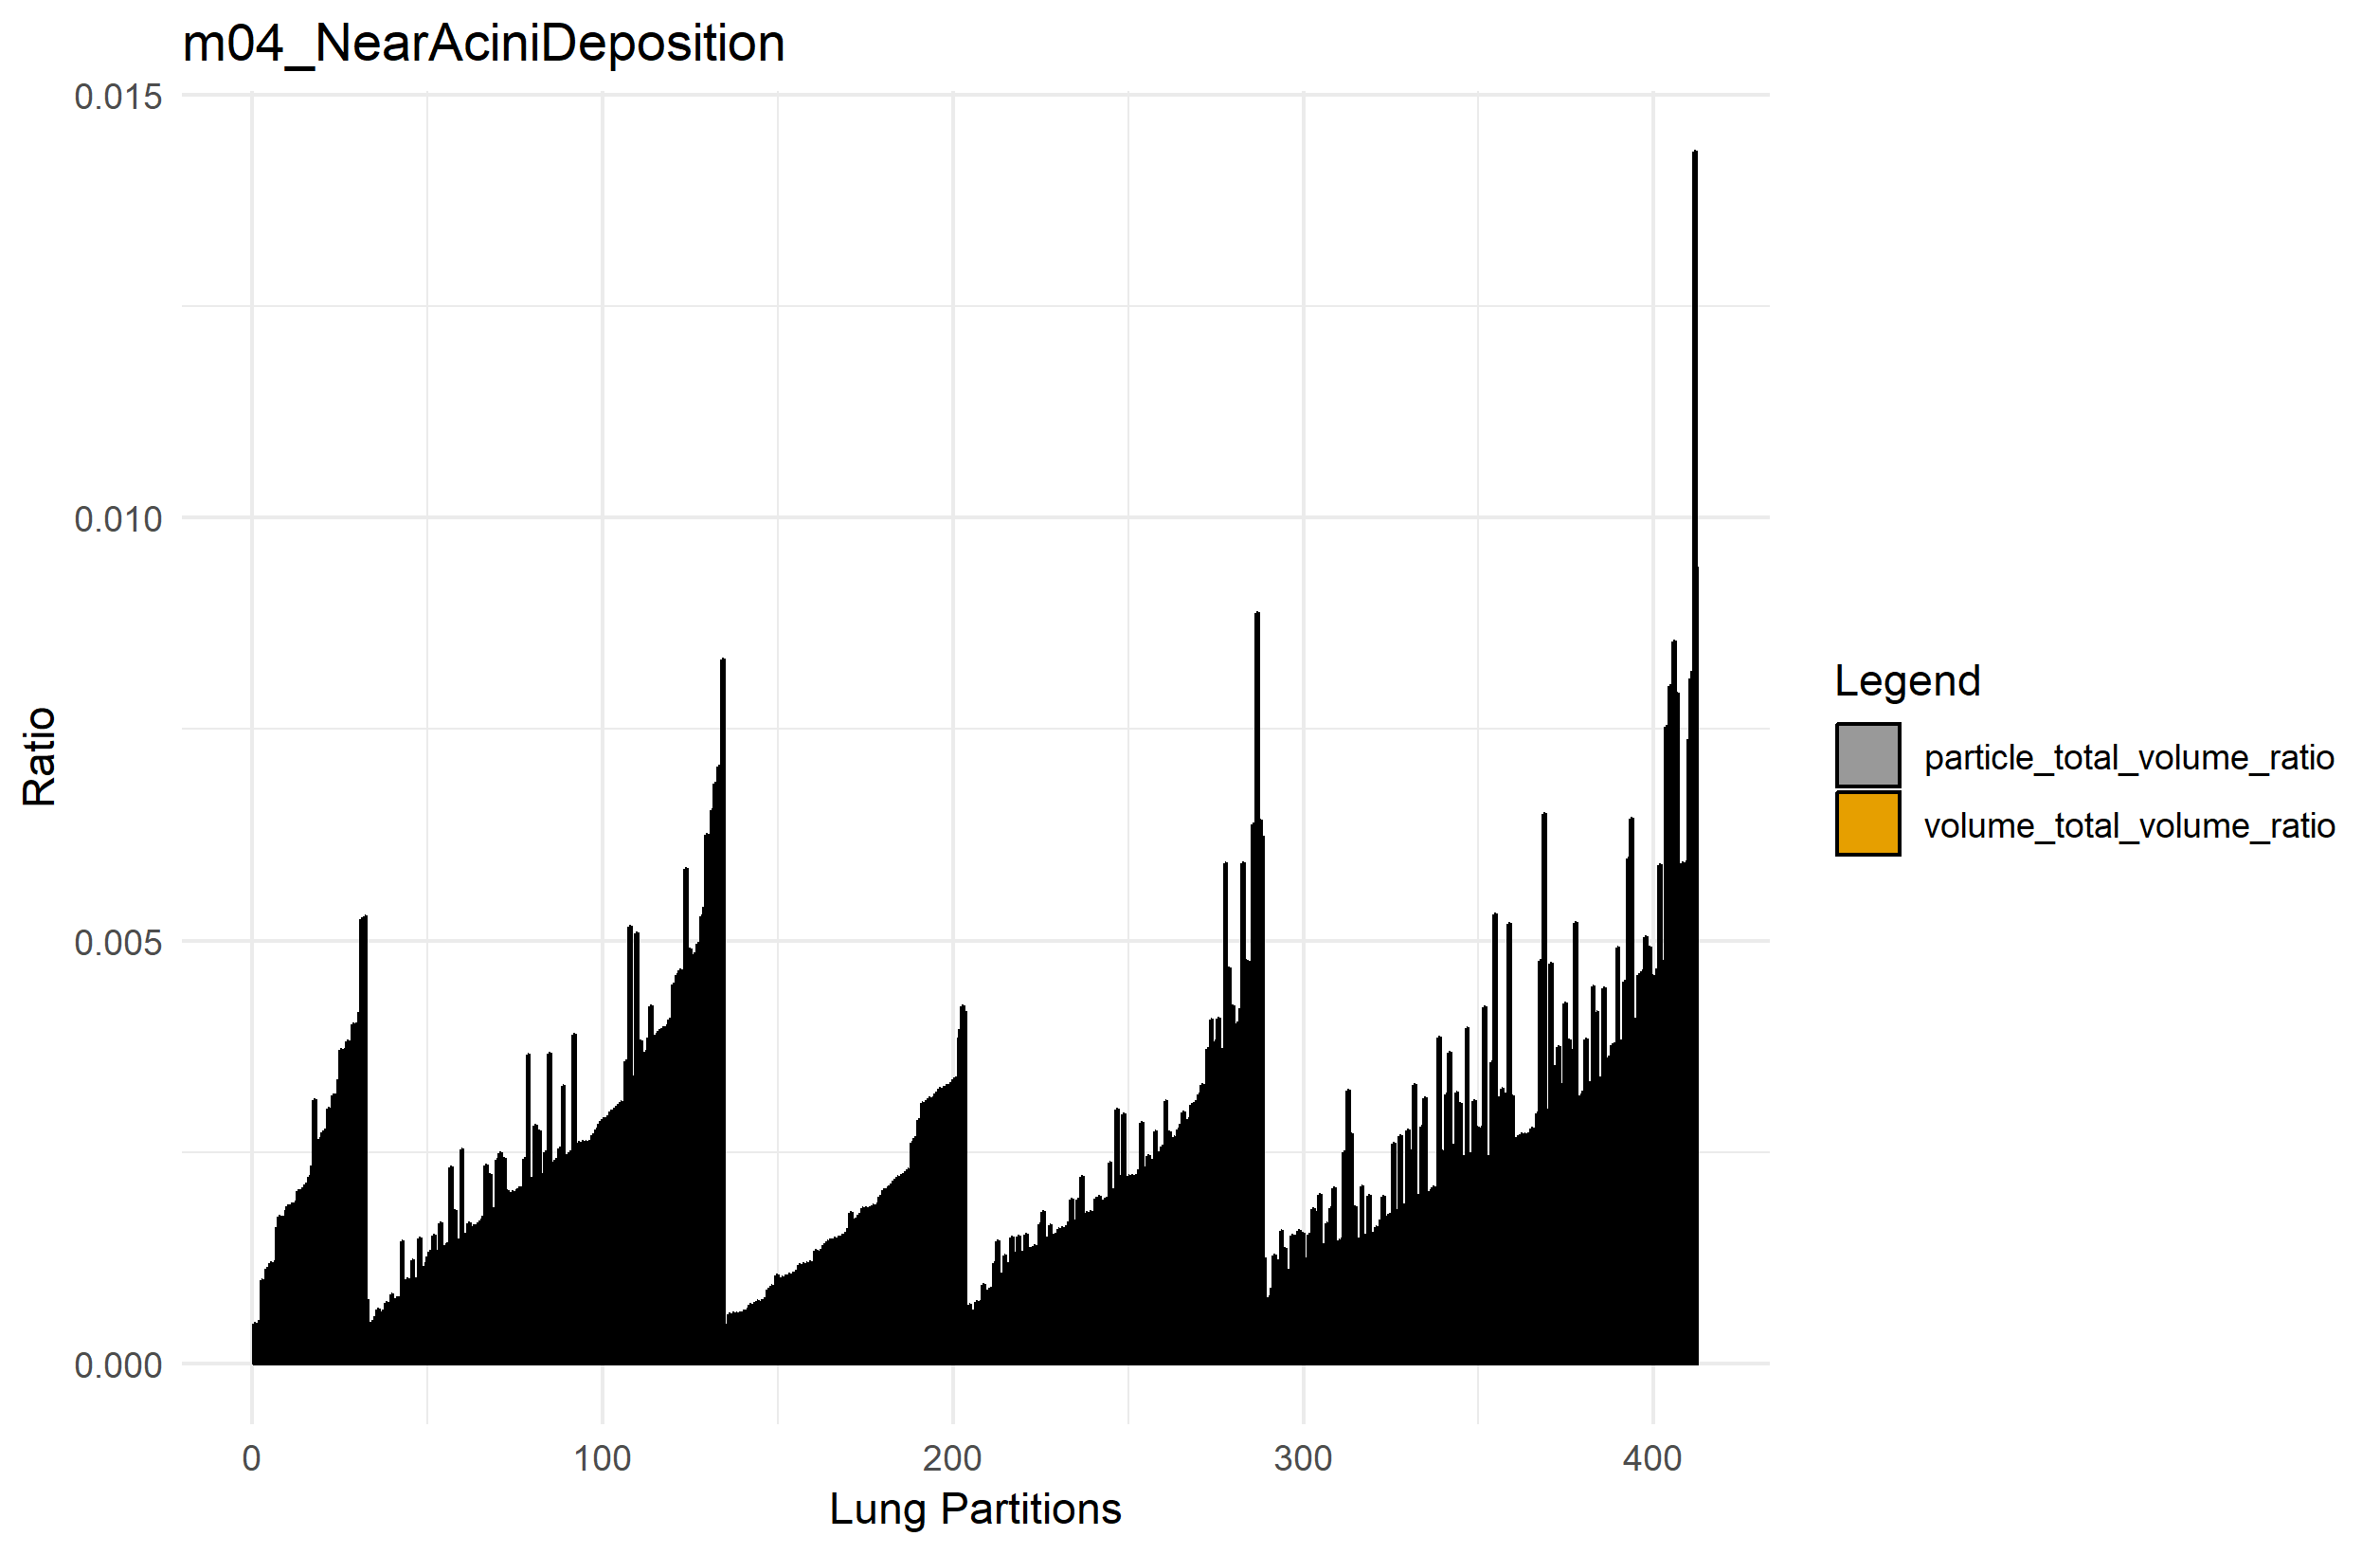 m04_NearAciniDeposition
0.015
0.010
0.005
0.000
Ratio
0
100
200
300
400
Lung Partitions
Legend
particle_total_volume_ratio
volume_total_volume_ratio